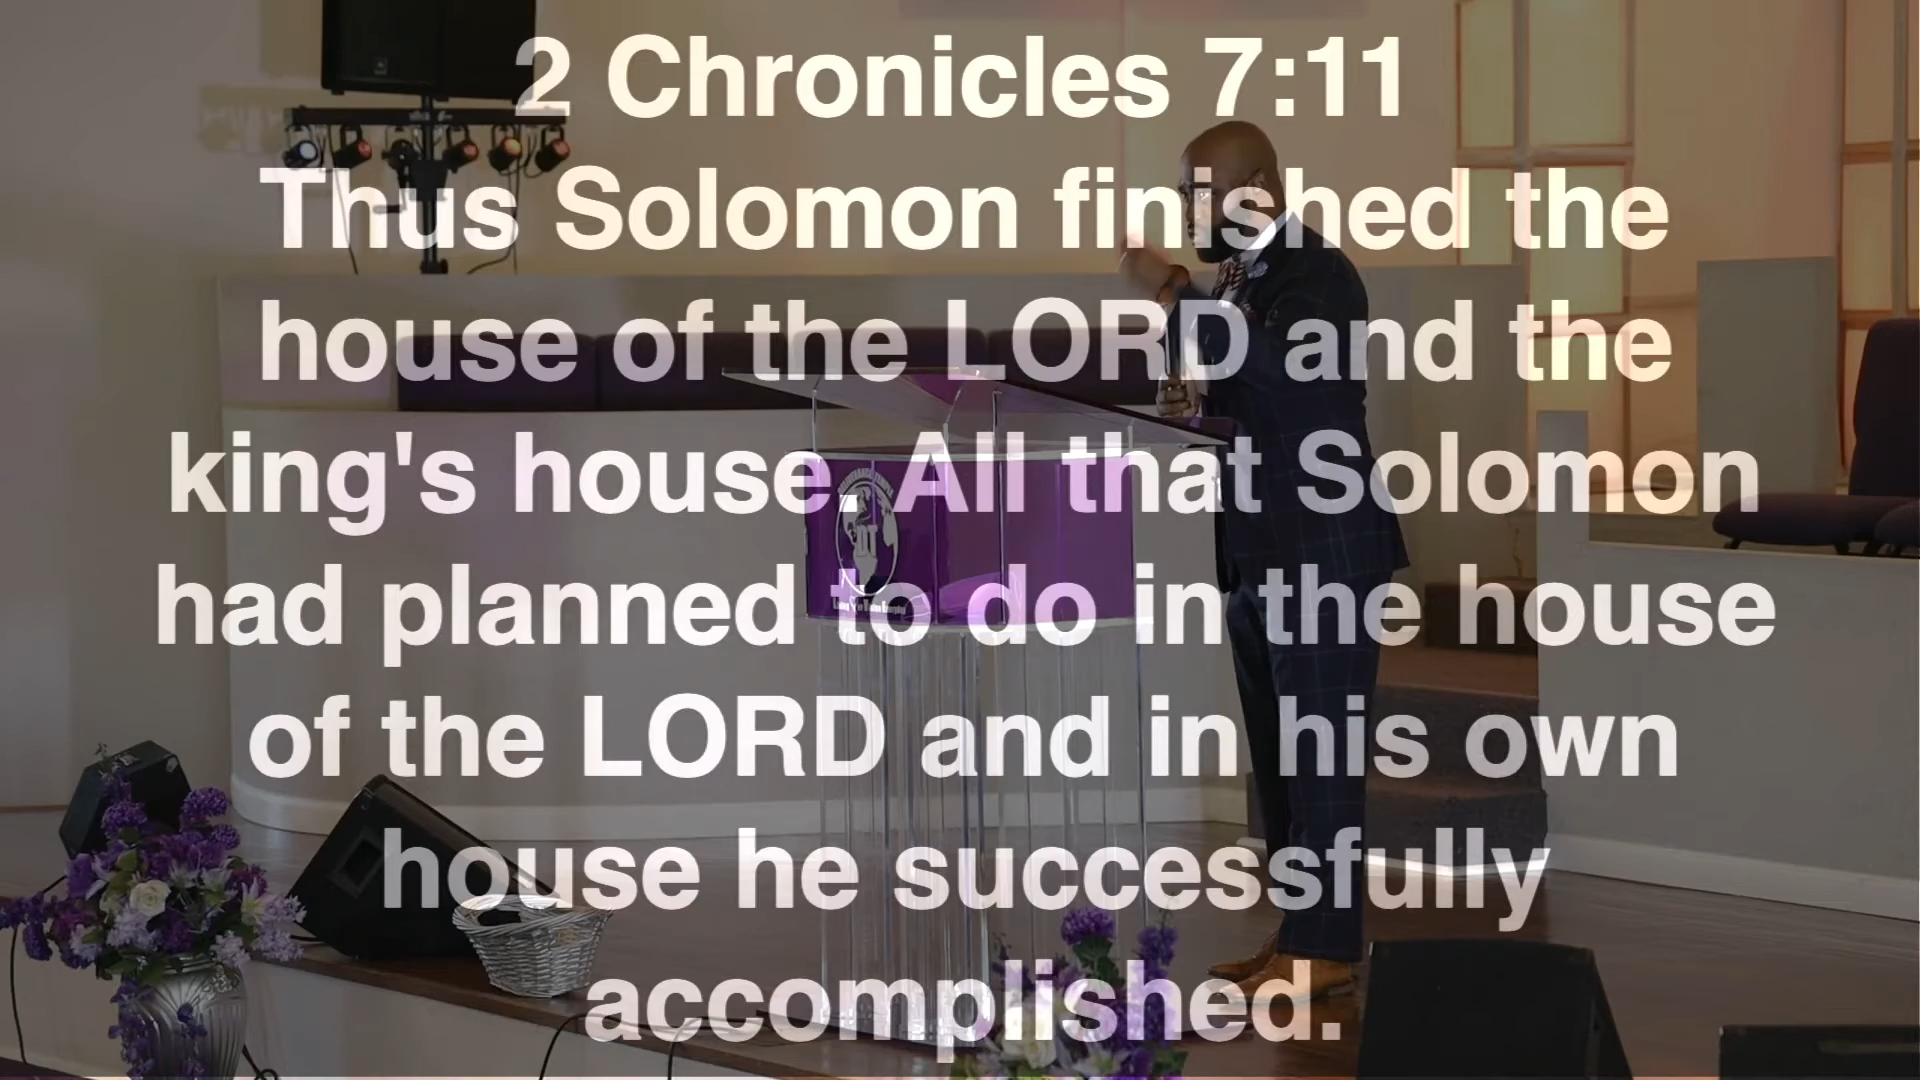 2 Chronicles 7:11
Thus Solomon finished the
house of the LORD and the
king's house. All that Solomon
had planned to do in the house
of the LORD and in his own
house he successfully
accomplished.
DT